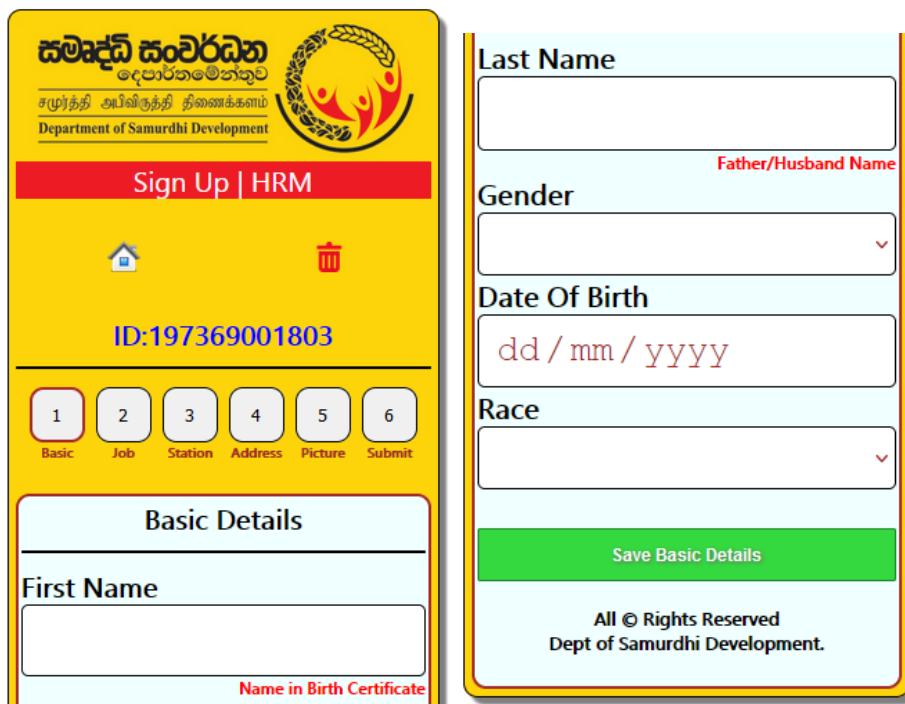 සමෘද්ධි සංවර්ධන
දෙපාර්තමේන්තුව
சமுர்த்தி அபிவிருத்தி திணைக்களம்
Department of Samurdhi Development
Sign Up | HRM
ID:197369001803
1 2 3 4 5 6
Basic Job Station Address Picture Submit
Basic Details
First Name
Name in Birth Certificate
Last Name
Father/Husband Name
Gender
Date Of Birth
dd/mm/yyyy
Race
Save Basic Details
All © Rights Reserved
Dept of Samurdhi Development.